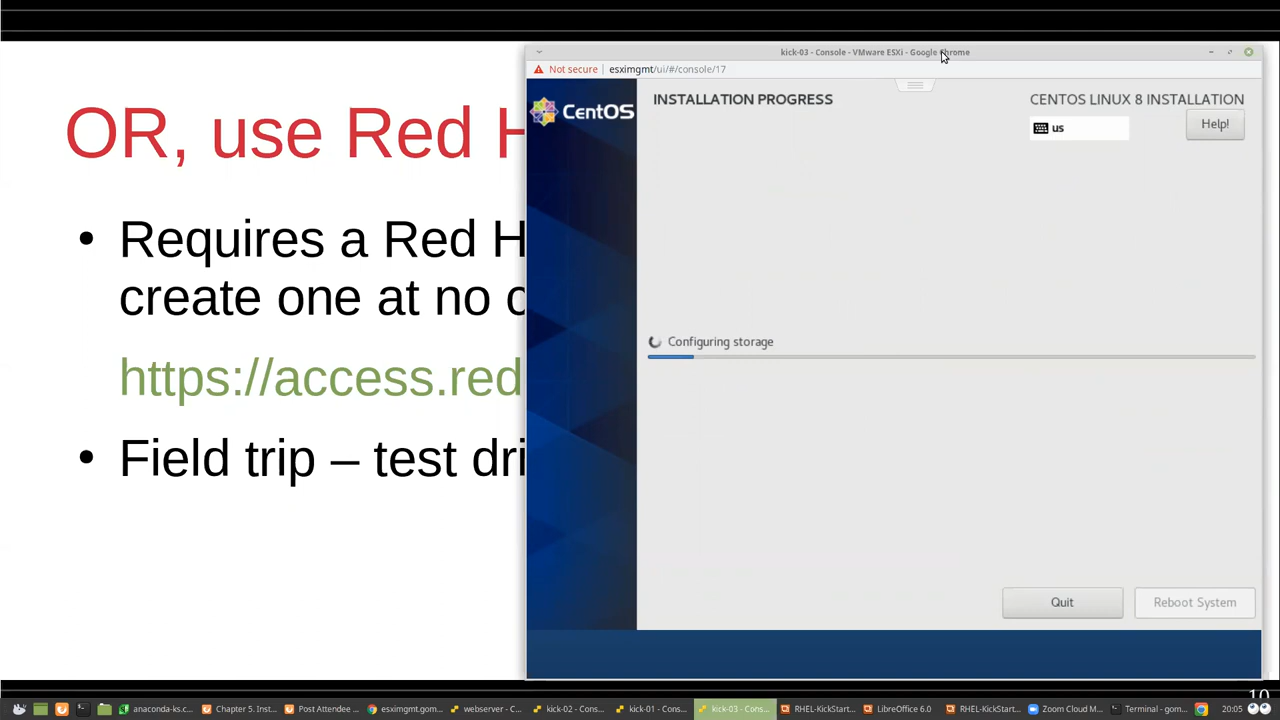 OR, use Red H
• Requires a Red H
create one at no c
https://access.red
• Field trip – test dri
kick-03 - Console - VMware ESXi - Google Chrome
Not secure | esximgmt/ui/#/console/17
CentOS
INSTALLATION PROGRESS
CENTOS LINUX 8 INSTALLATION
us
Help!
Configuring storage
Quit
Reboot System
10
anaconda-ks.c...
Chapter 5. Inst...
Post Attendee ...
esximgmt.gom...
webserver - C...
kick-02 - Cons...
kick-01 - Cons...
kick-03 - Cons...
RHEL-KickStart...
LibreOffice 6.0
RHEL-KickStart...
Zoom Cloud M...
Terminal - gom...
20:05